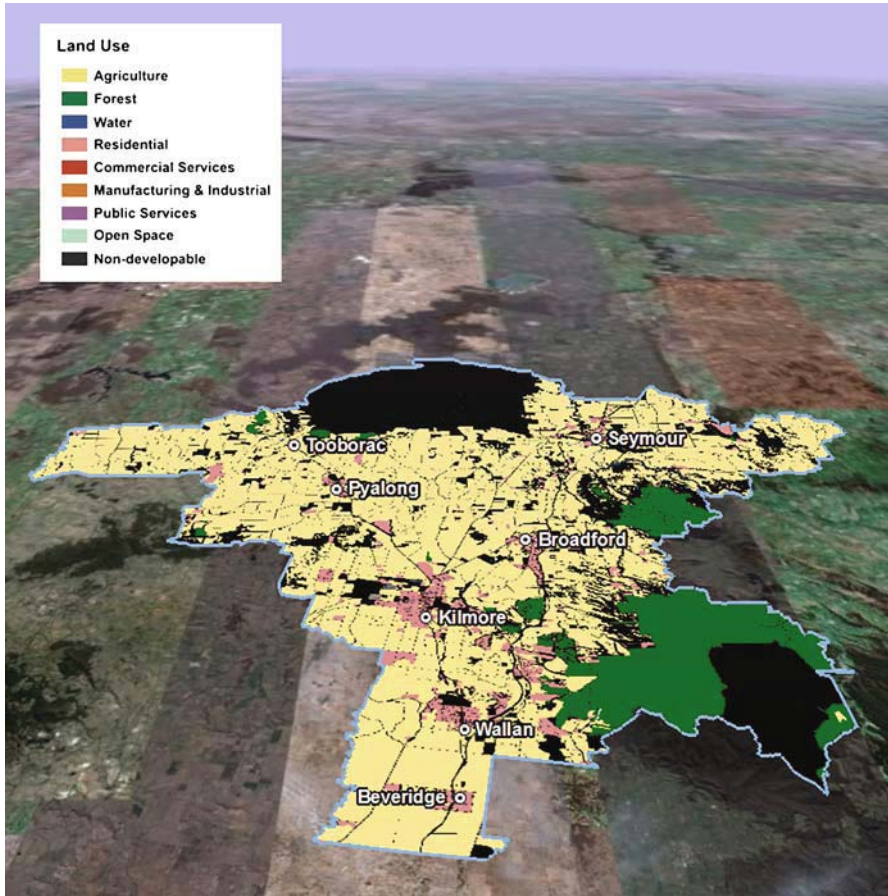 Land Use
Agriculture
Forest
Water
Residential
Commercial Services
Manufacturing & Industrial
Public Services
Open Space
Non-developable
Tooborac
Seymour
Pyalong
Broadford
Kilmore
Wallan
Beveridge